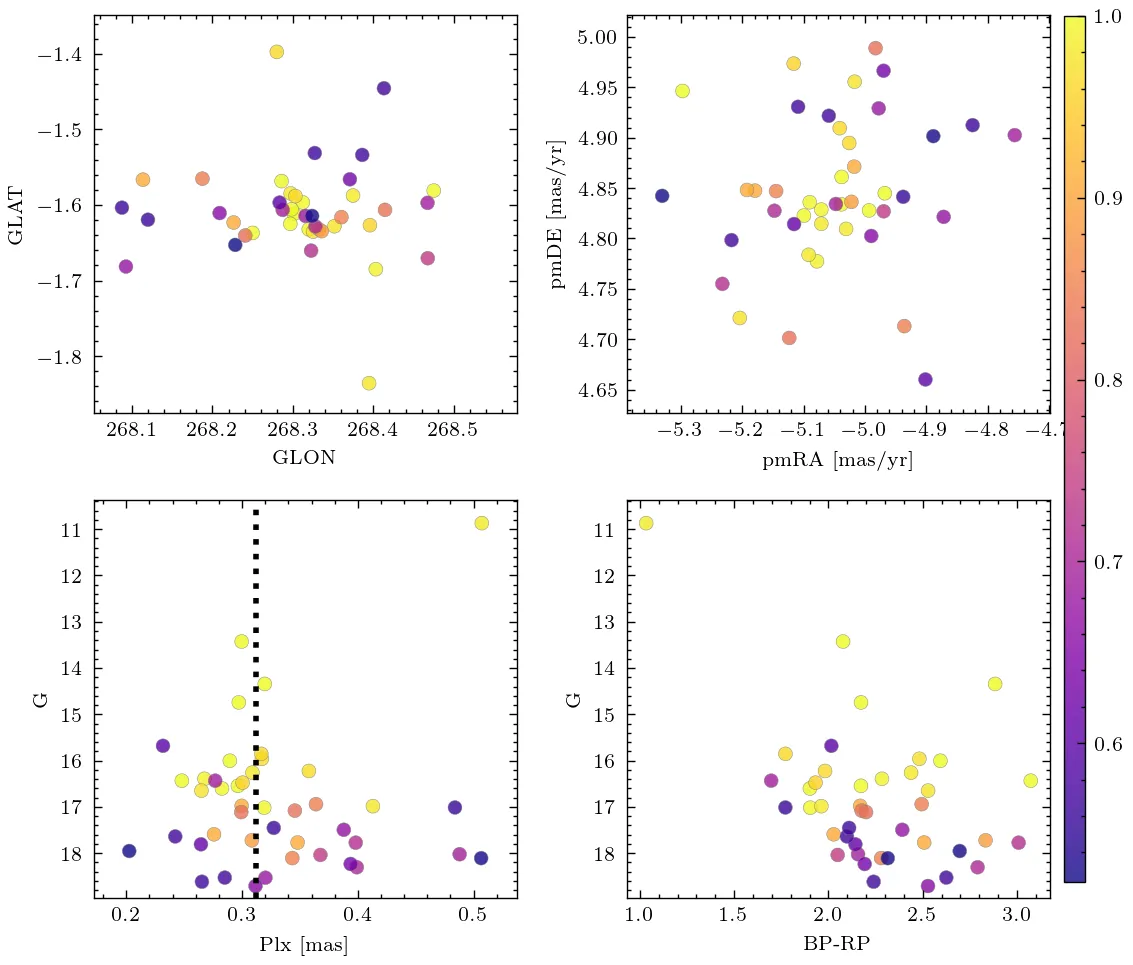 −1.4
−1.5
−1.6
−1.7
−1.8
GLAT
268.1 268.2 268.3 268.4 268.5
GLON
5.00
4.95
4.90
4.85
4.80
4.75
4.70
4.65
pmDE [mas/yr]
−5.3 −5.2 −5.1 −5.0 −4.9 −4.8 −4.7
pmRA [mas/yr]
1.0
0.9
0.8
0.7
0.6
11
12
13
14
15
16
17
18
G
0.2 0.3 0.4 0.5
Plx [mas]
11
12
13
14
15
16
17
18
G
1.0 1.5 2.0 2.5 3.0
BP-RP